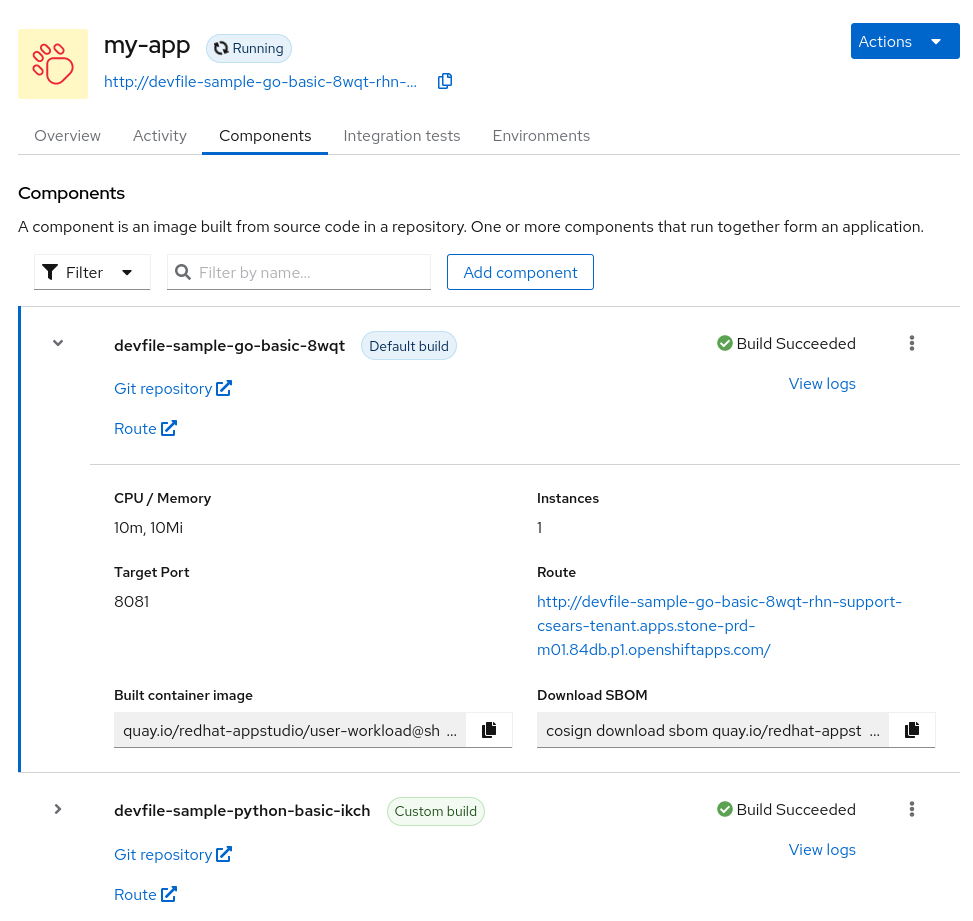 my-app
Running
Actions
http://devfile-sample-go-basic-8wqt-rhn-...
Overview
Activity
Components
Integration tests
Environments
Components
A component is an image built from source code in a repository. One or more components that run together form an application.
Filter
Filter by name...
Add component
devfile-sample-go-basic-8wqt
Default build
Build Succeeded
Git repository
View logs
Route
CPU / Memory
Instances
10m, 10Mi
1
Target Port
Route
8081
http://devfile-sample-go-basic-8wqt-rhn-support-
csears-tenant.apps.stone-prd-
m01.84db.p1.openshiftapps.com/
Built container image
Download SBOM
quay.io/redhat-appstudio/user-workload@sh ...
cosign download sbom quay.io/redhat-appst ...
devfile-sample-python-basic-ikch
Custom build
Build Succeeded
Git repository
View logs
Route